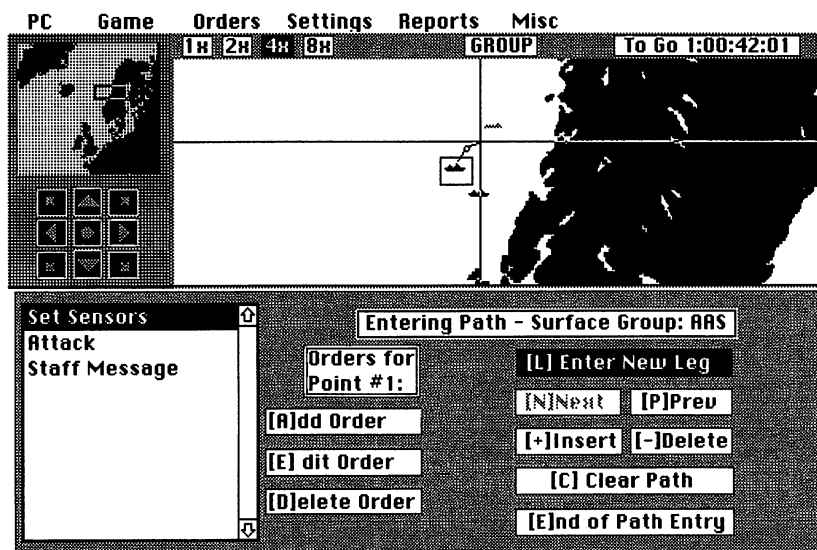 PC Game Orders Settings Reports Misc
1x 2x 4x 8x GROUP To Go 1:00:42:01
Set Sensors
Attack
Staff Message
Entering Path - Surface Group: AAS
Orders for
Point #1:
[A]dd Order
[E] dit Order
[D]elete Order
[L] Enter New Leg
[N]Next [P]Prev
[+]Insert [-]Delete
[C] Clear Path
[E]nd of Path Entry